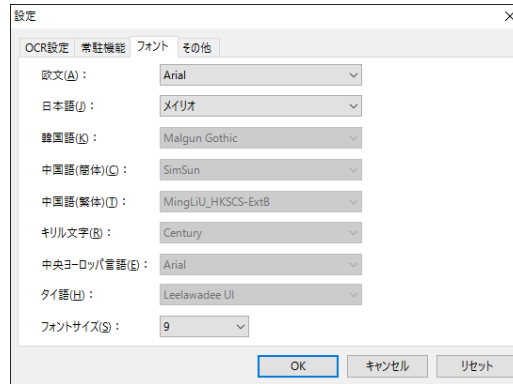 設定
OCR設定 常駐機能 フォント その他
欧文(A)： Arial
日本語(J)： メイリオ
韓国語(K)： Malgun Gothic
中国語(簡体)(C)： SimSun
中国語(繁体)(T)： MingLiU_HKSCS-ExtB
キリル文字(R)： Century
中央ヨーロッパ言語(E)： Arial
タイ語(H)： Leelawadee UI
フォントサイズ(S)： 9
OK キャンセル リセット